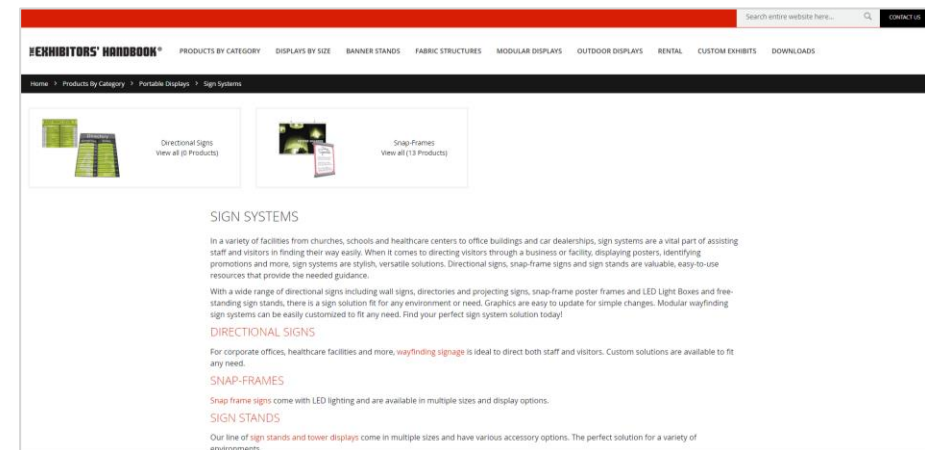 Search entire website here...
CONTACT US
THE EXHIBITORS' HANDBOOK®
PRODUCTS BY CATEGORY DISPLAYS BY SIZE BANNER STANDS FABRIC STRUCTURES MODULAR DISPLAYS OUTDOOR DISPLAYS RENTAL CUSTOM EXHIBITS DOWNLOADS
Home > Products By Category > Portable Displays > Sign Systems
Directional Signs
View all (0 Products)
Snap-Frames
View all (13 Products)
SIGN SYSTEMS
In a variety of facilities from churches, schools and healthcare centers to office buildings and car dealerships, sign systems are a vital part of assisting
staff and visitors in finding their way easily. When it comes to directing visitors through a business or facility, displaying posters, identifying
promotions and more, sign systems are stylish, versatile solutions. Directional signs, snap-frame signs and sign stands are valuable, easy-to-use
resources that provide the needed guidance.
With a wide range of directional signs including wall signs, directories and projecting signs, snap-frame poster frames and LED Light Boxes and free-
standing sign stands, there is a sign solution fit for any environment or need. Graphics are easy to update for simple changes. Modular wayfinding
sign systems can be easily customized to fit any need. Find your perfect sign system solution today!
DIRECTIONAL SIGNS
For corporate offices, healthcare facilities and more, wayfinding signage is ideal to direct both staff and visitors. Custom solutions are available to fit
any need.
SNAP-FRAMES
Snap frame signs come with LED lighting and are available in multiple sizes and display options.
SIGN STANDS
Our line of sign stands and tower displays come in multiple sizes and have various accessory options. The perfect solution for a variety of
environments.